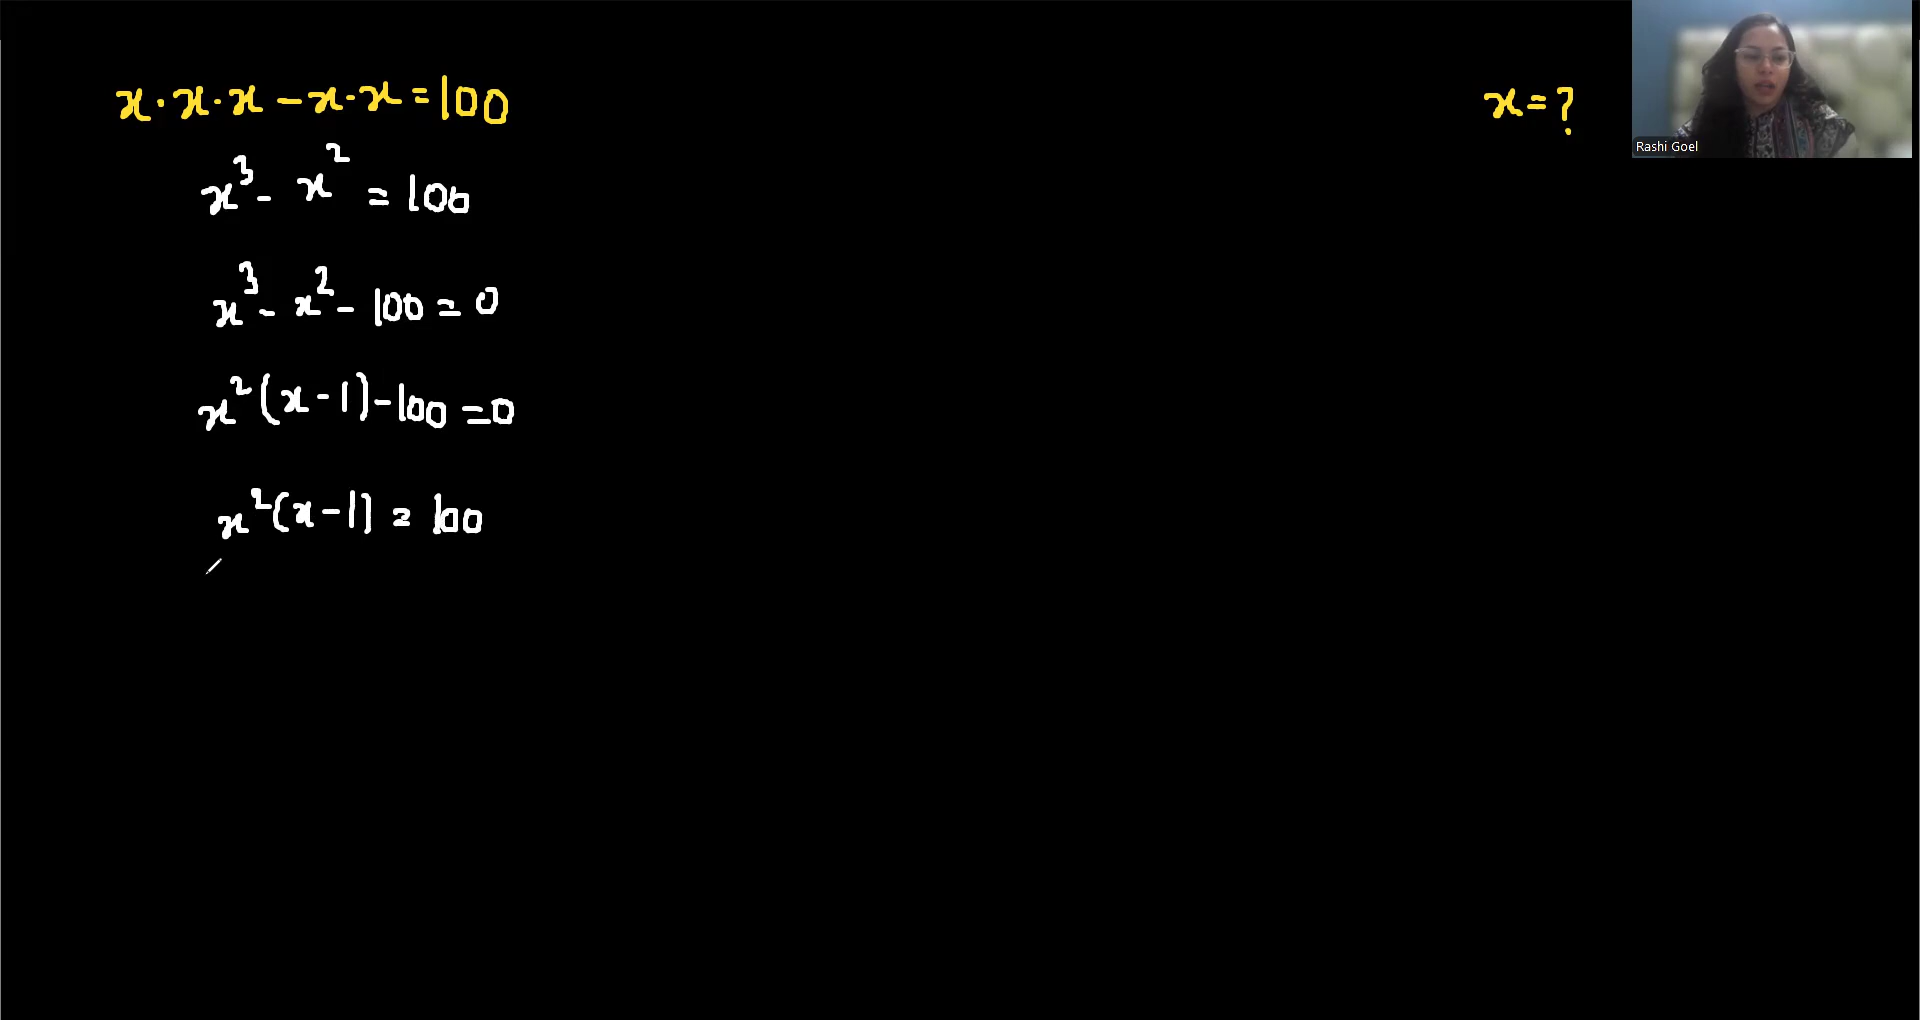 x·x·x - x·x = 100
x = ?
Rashi Goel
x³ - x² = 100
x³ - x² - 100 = 0
x²(x-1)-100 = 0
x²(x-1) = 100